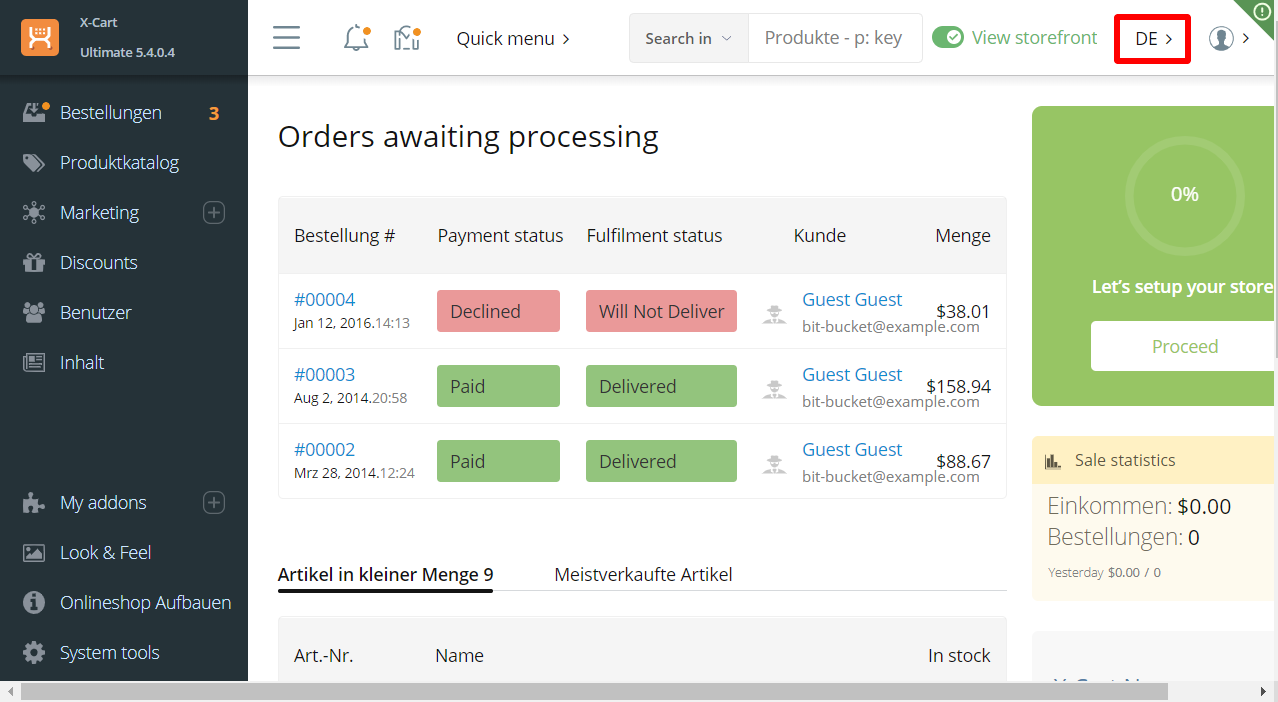 X-Cart
Ultimate 5.4.0.4
Quick menu
Search in
Produkte - p: key
View storefront
DE
Bestellungen 3
Produktkatalog
Marketing
Discounts
Benutzer
Inhalt
My addons
Look & Feel
Onlineshop Aufbauen
System tools
Orders awaiting processing
Bestellung # Payment status Fulfilment status Kunde Menge
#00004 Declined Will Not Deliver Guest Guest $38.01
Jan 12, 2016.14:13 bit-bucket@example.com
#00003 Paid Delivered Guest Guest $158.94
Aug 2, 2014.20:58 bit-bucket@example.com
#00002 Paid Delivered Guest Guest $88.67
Mrz 28, 2014.12:24 bit-bucket@example.com
Artikel in kleiner Menge 9 Meistverkaufte Artikel
Art.-Nr. Name In stock
0%
Let's setup your store
Proceed
Sale statistics
Einkommen: $0.00
Bestellungen: 0
Yesterday $0.00 / 0